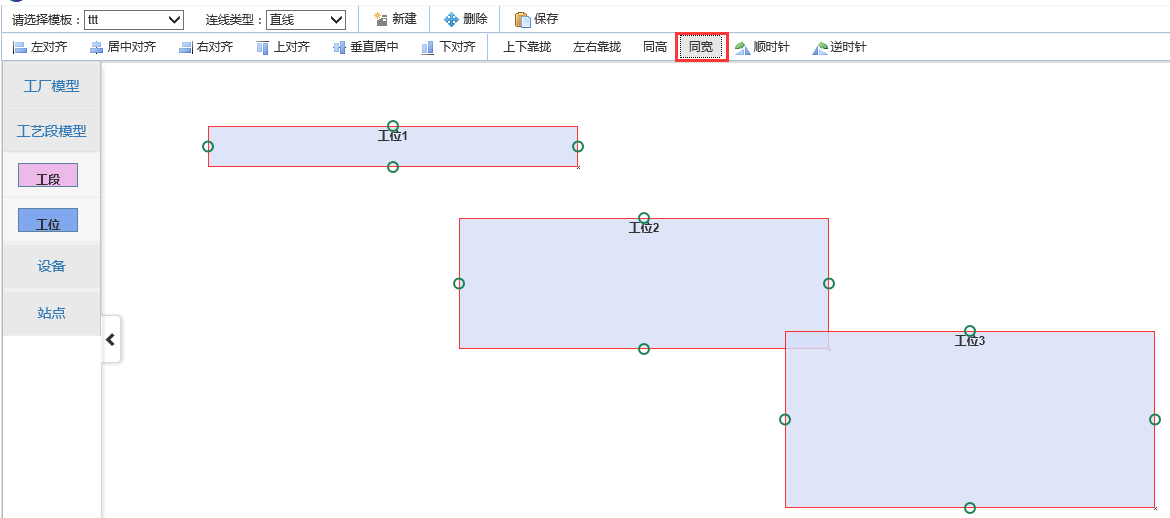 请选择模板： ttt 连线类型： 直线 新建 删除 保存
左对齐 居中对齐 右对齐 上对齐 垂直居中 下对齐 上下靠拢 左右靠拢 同高 同宽 顺时针 逆时针
工厂模型
工艺段模型
工段
工位
设备
站点
工位1
工位2
工位3